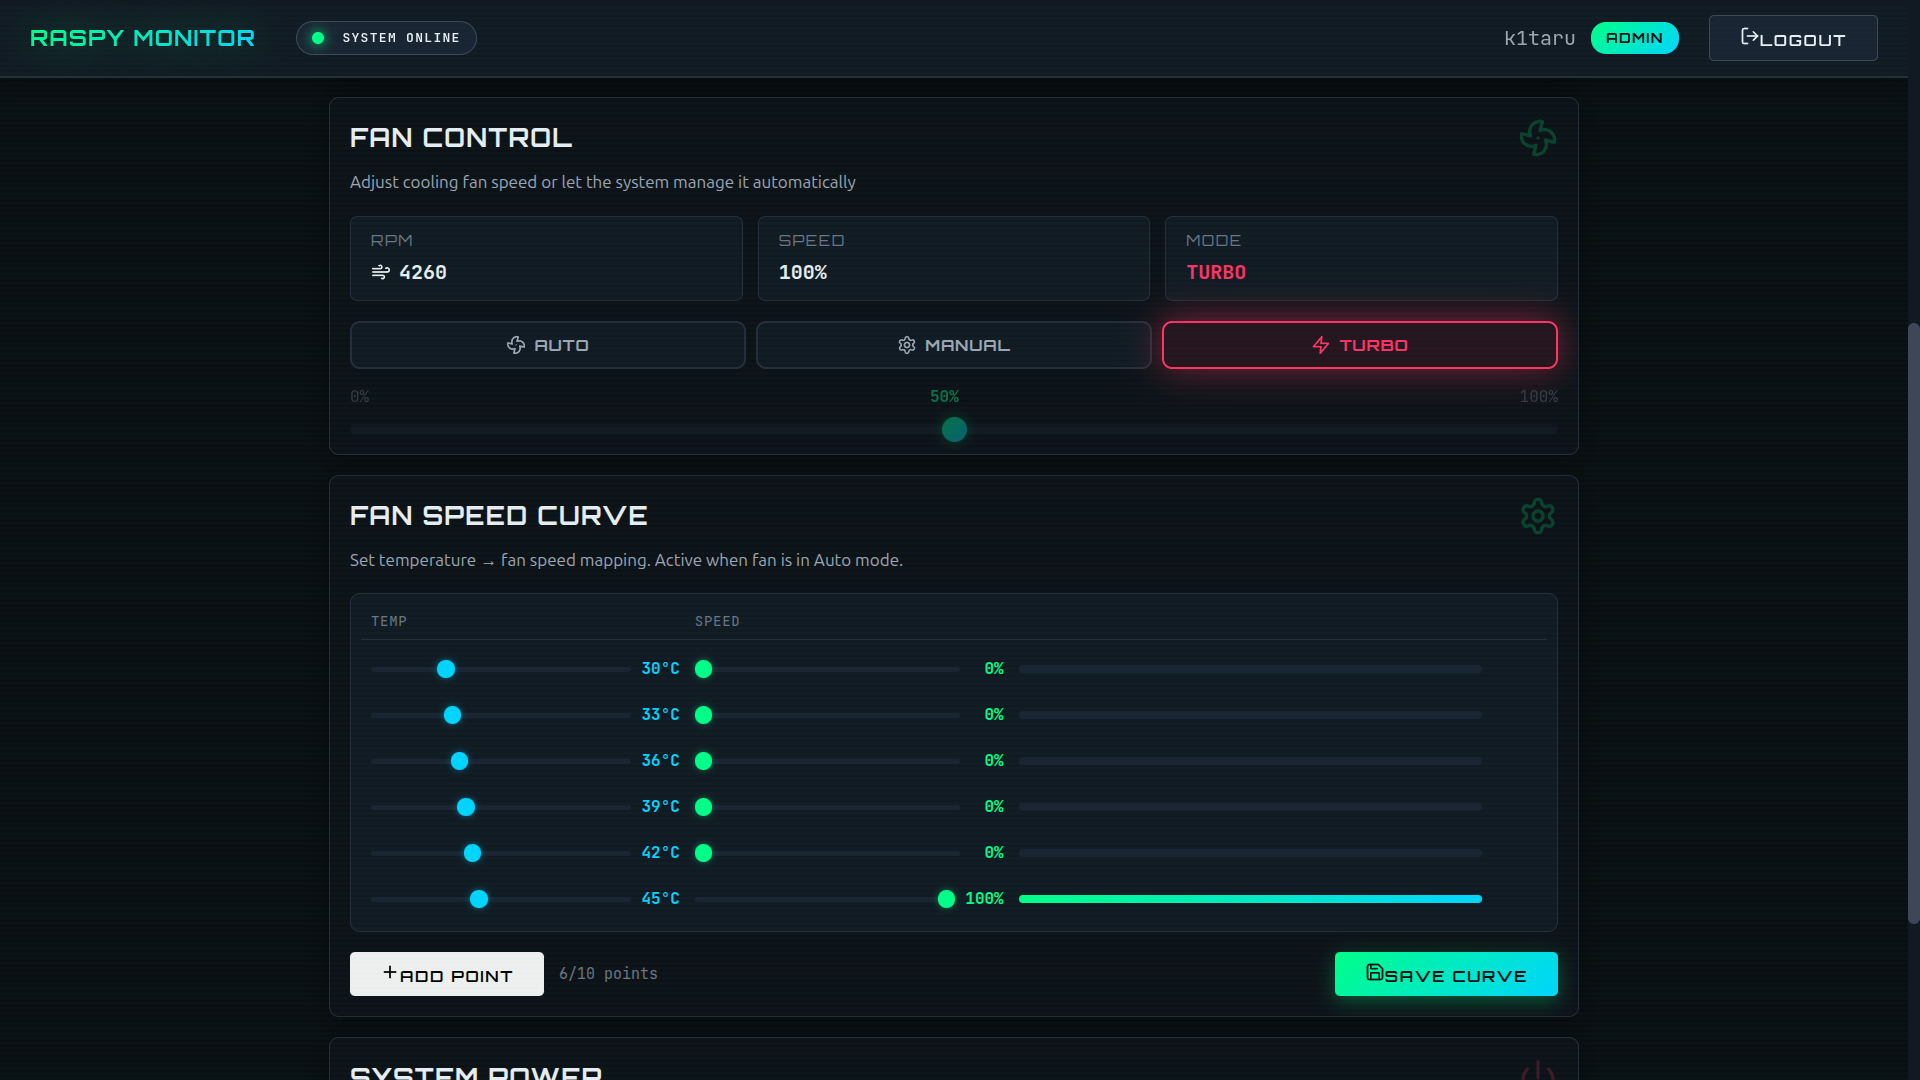 RASPY MONITOR
SYSTEM ONLINE
k1taru
ADMIN
LOGOUT
FAN CONTROL
Adjust cooling fan speed or let the system manage it automatically
RPM
4260
SPEED
100%
MODE
TURBO
AUTO
MANUAL
TURBO
0%
50%
100%
FAN SPEED CURVE
Set temperature → fan speed mapping. Active when fan is in Auto mode.
TEMP
SPEED
30°C
0%
33°C
0%
36°C
0%
39°C
0%
42°C
0%
45°C
100%
ADD POINT
6/10 points
SAVE CURVE
SYSTEM POWER